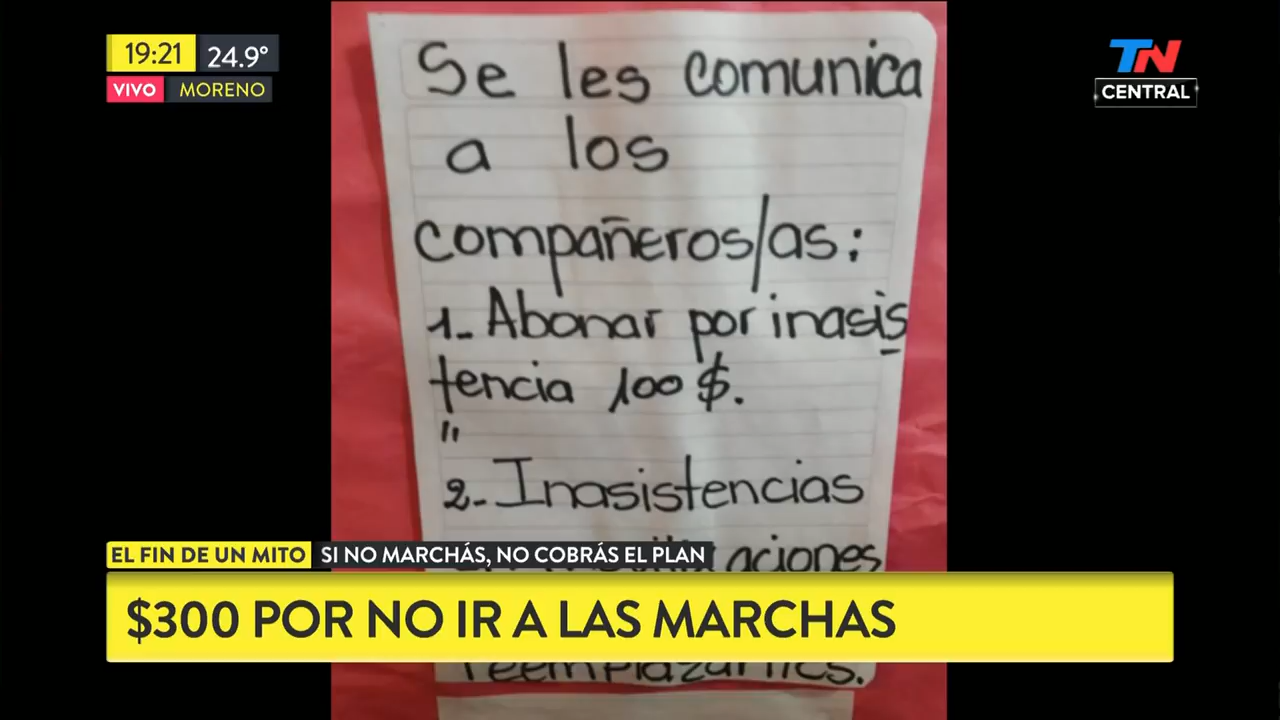 19:21 24.9°
VIVO MORENO
TN
CENTRAL
Se les comunica
a los
compañeros/as:
1_ Abonar por inasis
tencia 100$.
"
2_ Inasistencias
EL FIN DE UN MITO SI NO MARCHÁS, NO COBRÁS EL PLAN
$300 POR NO IR A LAS MARCHAS